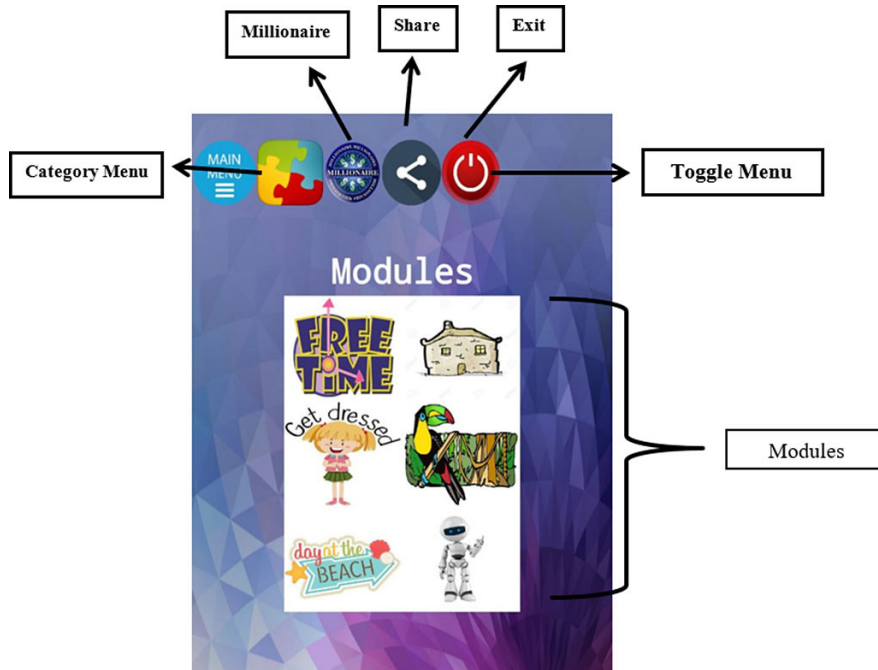 Millionaire
Share
Exit
Category Menu
MAIN
MENU
MILLIONAIRE
Toggle Menu
Modules
FREE
TIME
Get dressed
day at the
BEACH
Modules